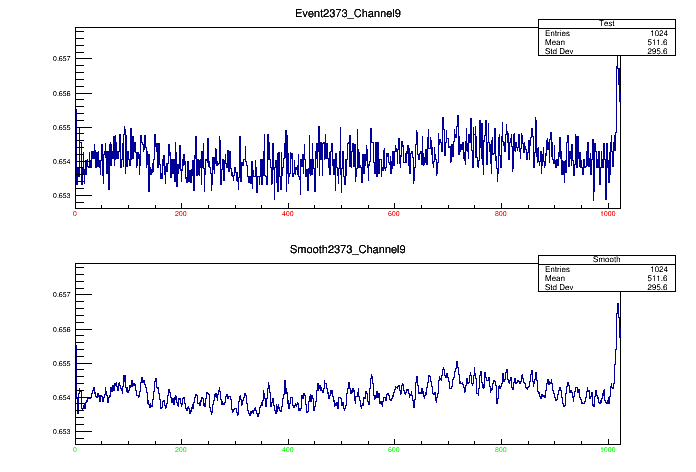 Event2373_Channel9
Test
Entries 1024
Mean 511.6
Std Dev 295.6
0.657
0.656
0.655
0.654
0.653
0 200 400 600 800 1000
Smooth2373_Channel9
Smooth
Entries 1024
Mean 511.6
Std Dev 295.6
0.657
0.656
0.655
0.654
0.653
0 200 400 600 800 1000